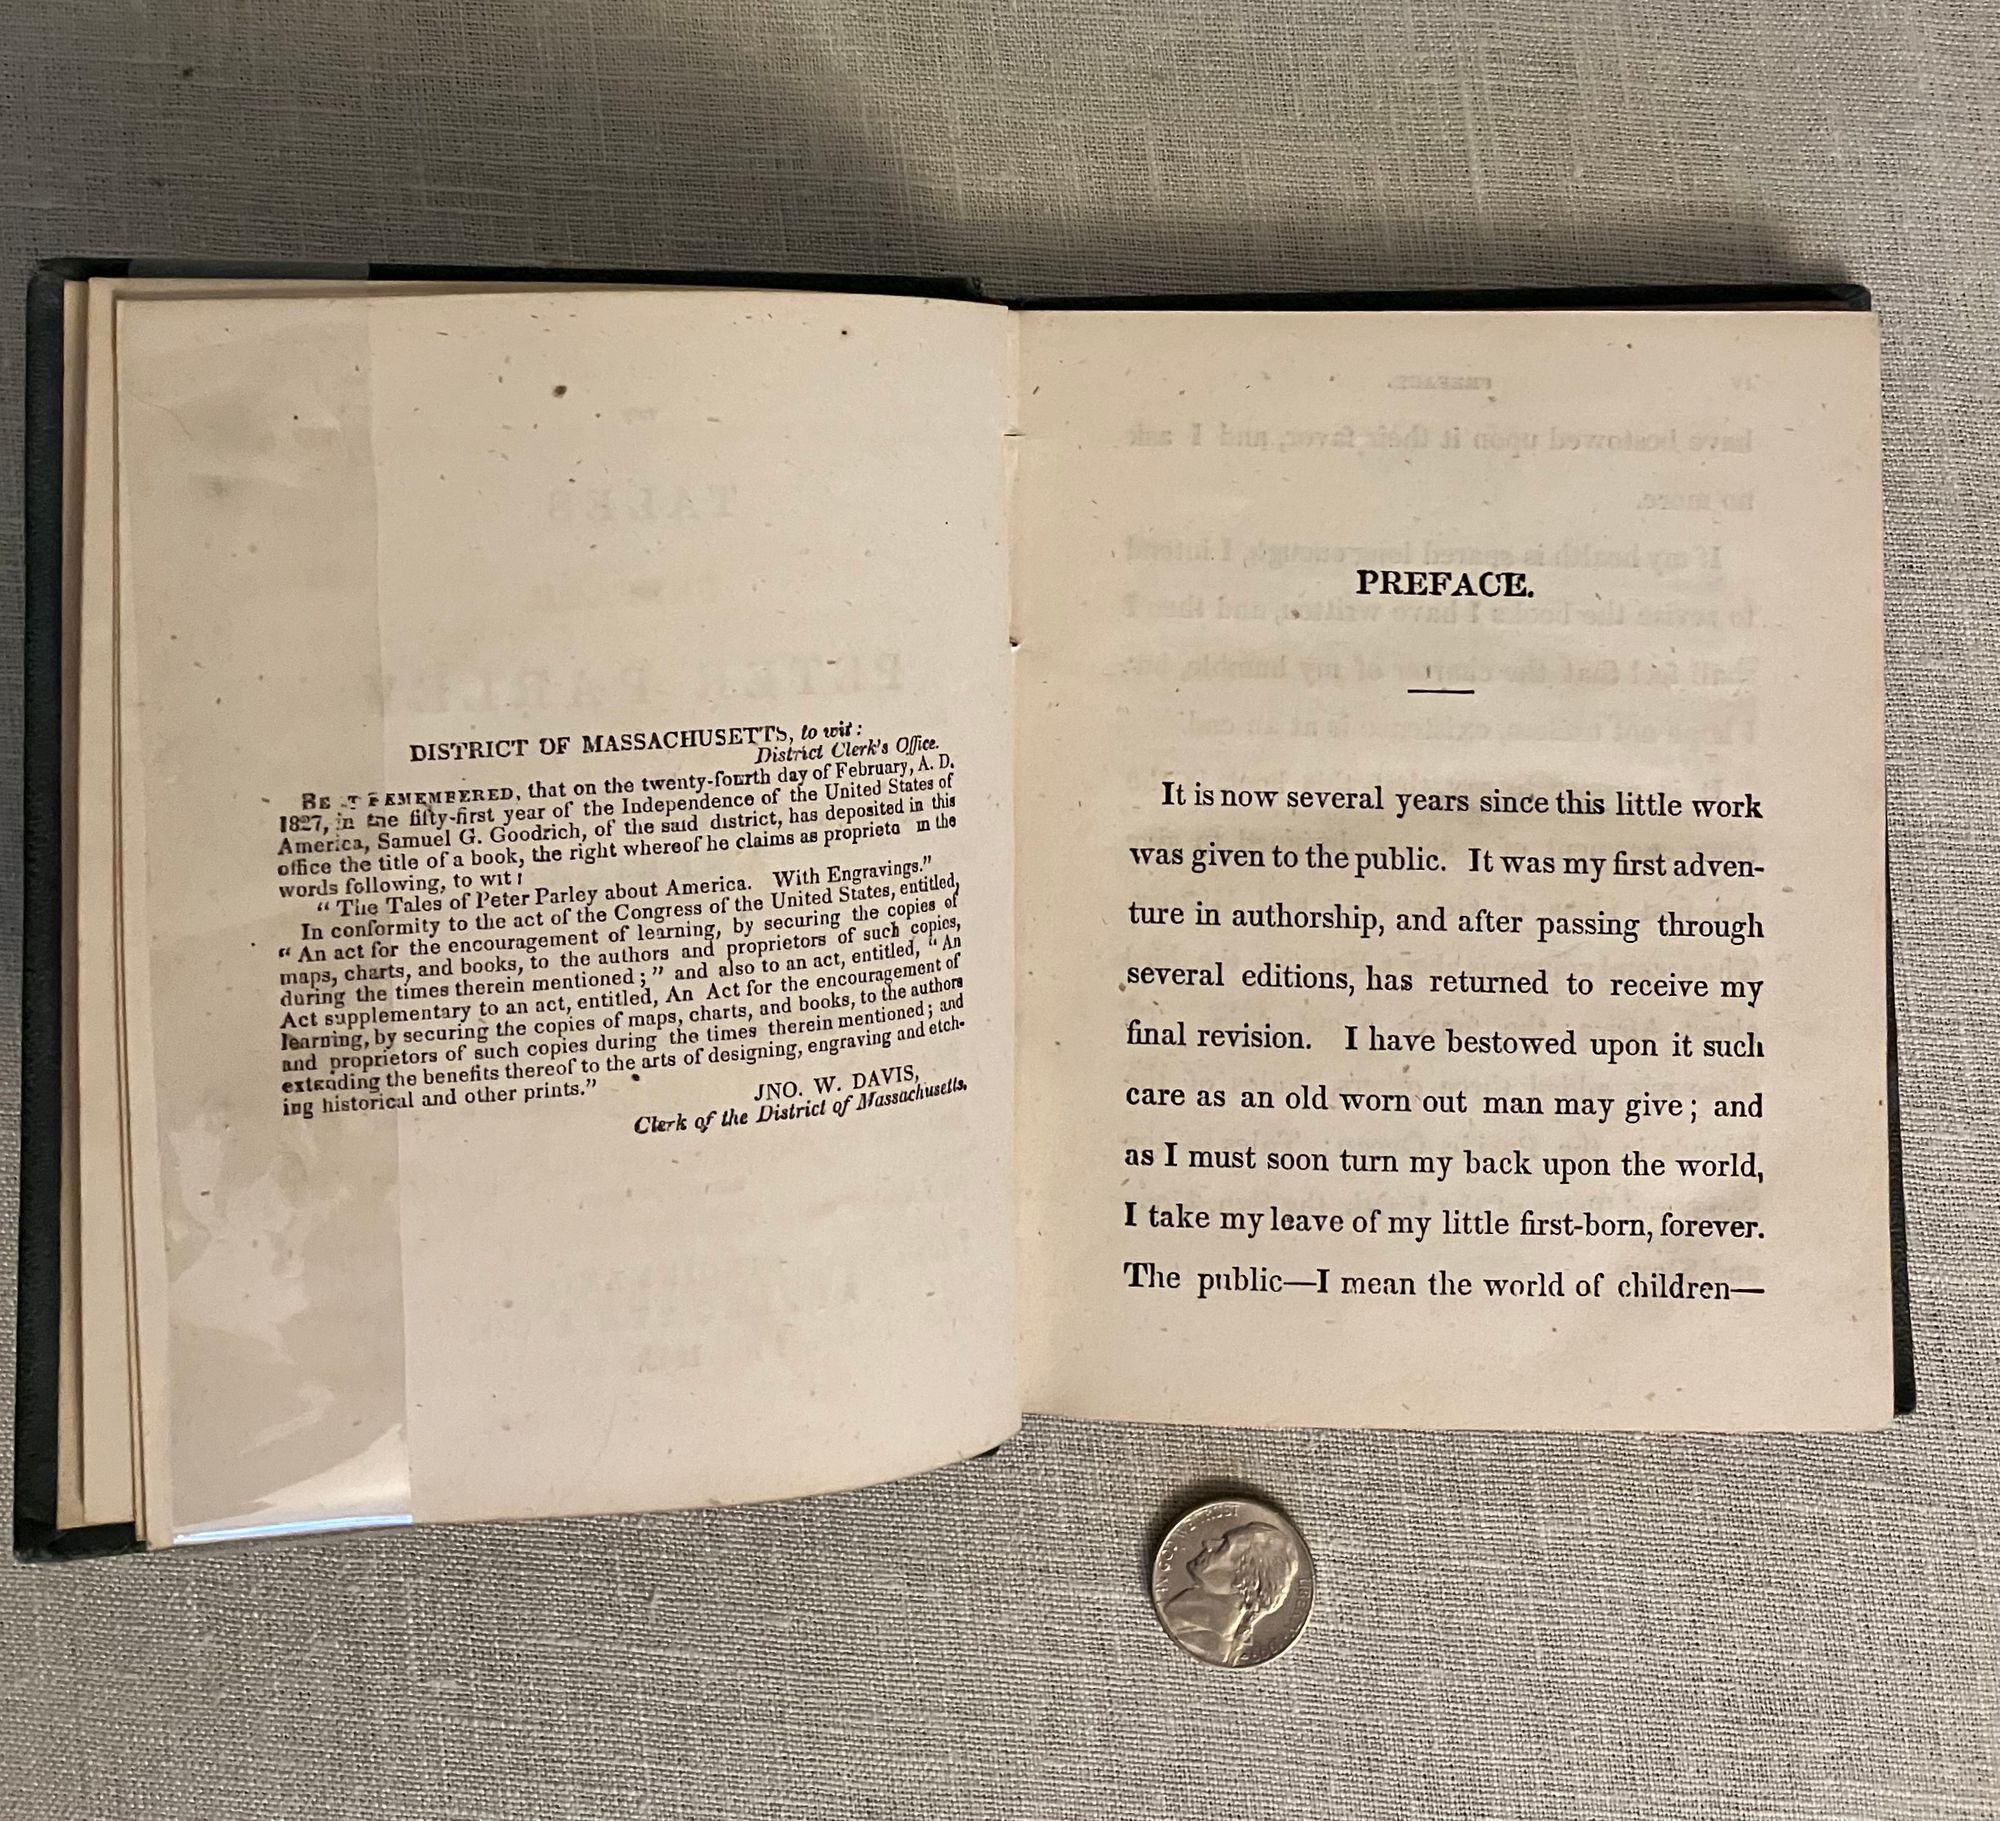 DISTRICT OF MASSACHUSETTS, to wit:
District Clerk's Office.
BE IT REMEMBERED, that on the twenty-fourth day of February, A. D.
1827, in the fifty-first year of the Independence of the United States of
America, Samuel G. Goodrich, of the said district, has deposited in this
office the title of a book, the right whereof he claims as proprieto in the
words following, to wit:
"The Tales of Peter Parley about America. With Engravings."
In conformity to the act of the Congress of the United States, entitled,
"An act for the encouragement of learning, by securing the copies of
maps, charts, and books, to the authors and proprietors of such copies,
during the times therein mentioned;" and also to an act, entitled, "An
Act supplementary to an act, entitled, An Act for the encouragement of
learning, by securing the copies of maps, charts, and books, to the authors
and proprietors of such copies during the times therein mentioned; and
extending the benefits thereof to the arts of designing, engraving and etch-
ing historical and other prints."
JNO. W. DAVIS,
Clerk of the District of Massachusetts.
PREFACE.
It is now several years since this little work
was given to the public. It was my first adven-
ture in authorship, and after passing through
several editions, has returned to receive my
final revision. I have bestowed upon it such
care as an old worn out man may give; and
as I must soon turn my back upon the world,
I take my leave of my little first-born, forever.
The public—I mean the world of children—
IN GOD WE TRUST